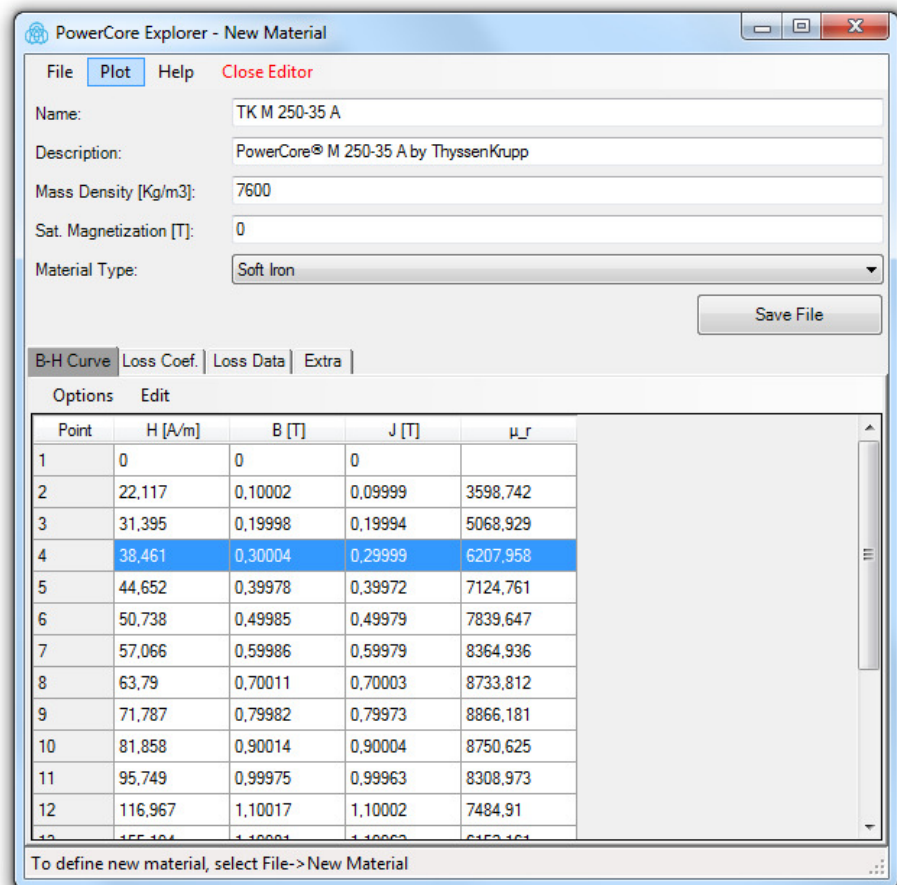 PowerCore Explorer - New Material
File Plot Help Close Editor
Name: TK M 250-35 A
Description: PowerCore® M 250-35 A by ThyssenKrupp
Mass Density [Kg/m3]: 7600
Sat. Magnetization [T]: 0
Material Type: Soft Iron
Save File
B-H Curve Loss Coef. Loss Data Extra
Options Edit
Point H [A/m] B [T] J [T] μ_r
1 0 0 0
2 22,117 0,10002 0,09999 3598,742
3 31,395 0,19998 0,19994 5068,929
4 38,461 0,30004 0,29999 6207,958
5 44,652 0,39978 0,39972 7124,761
6 50,738 0,49985 0,49979 7839,647
7 57,066 0,59986 0,59979 8364,936
8 63,79 0,70011 0,70003 8733,812
9 71,787 0,79982 0,79973 8866,181
10 81,858 0,90014 0,90004 8750,625
11 95,749 0,99975 0,99963 8308,973
12 116,967 1,10017 1,10002 7484,91
To define new material, select File->New Material